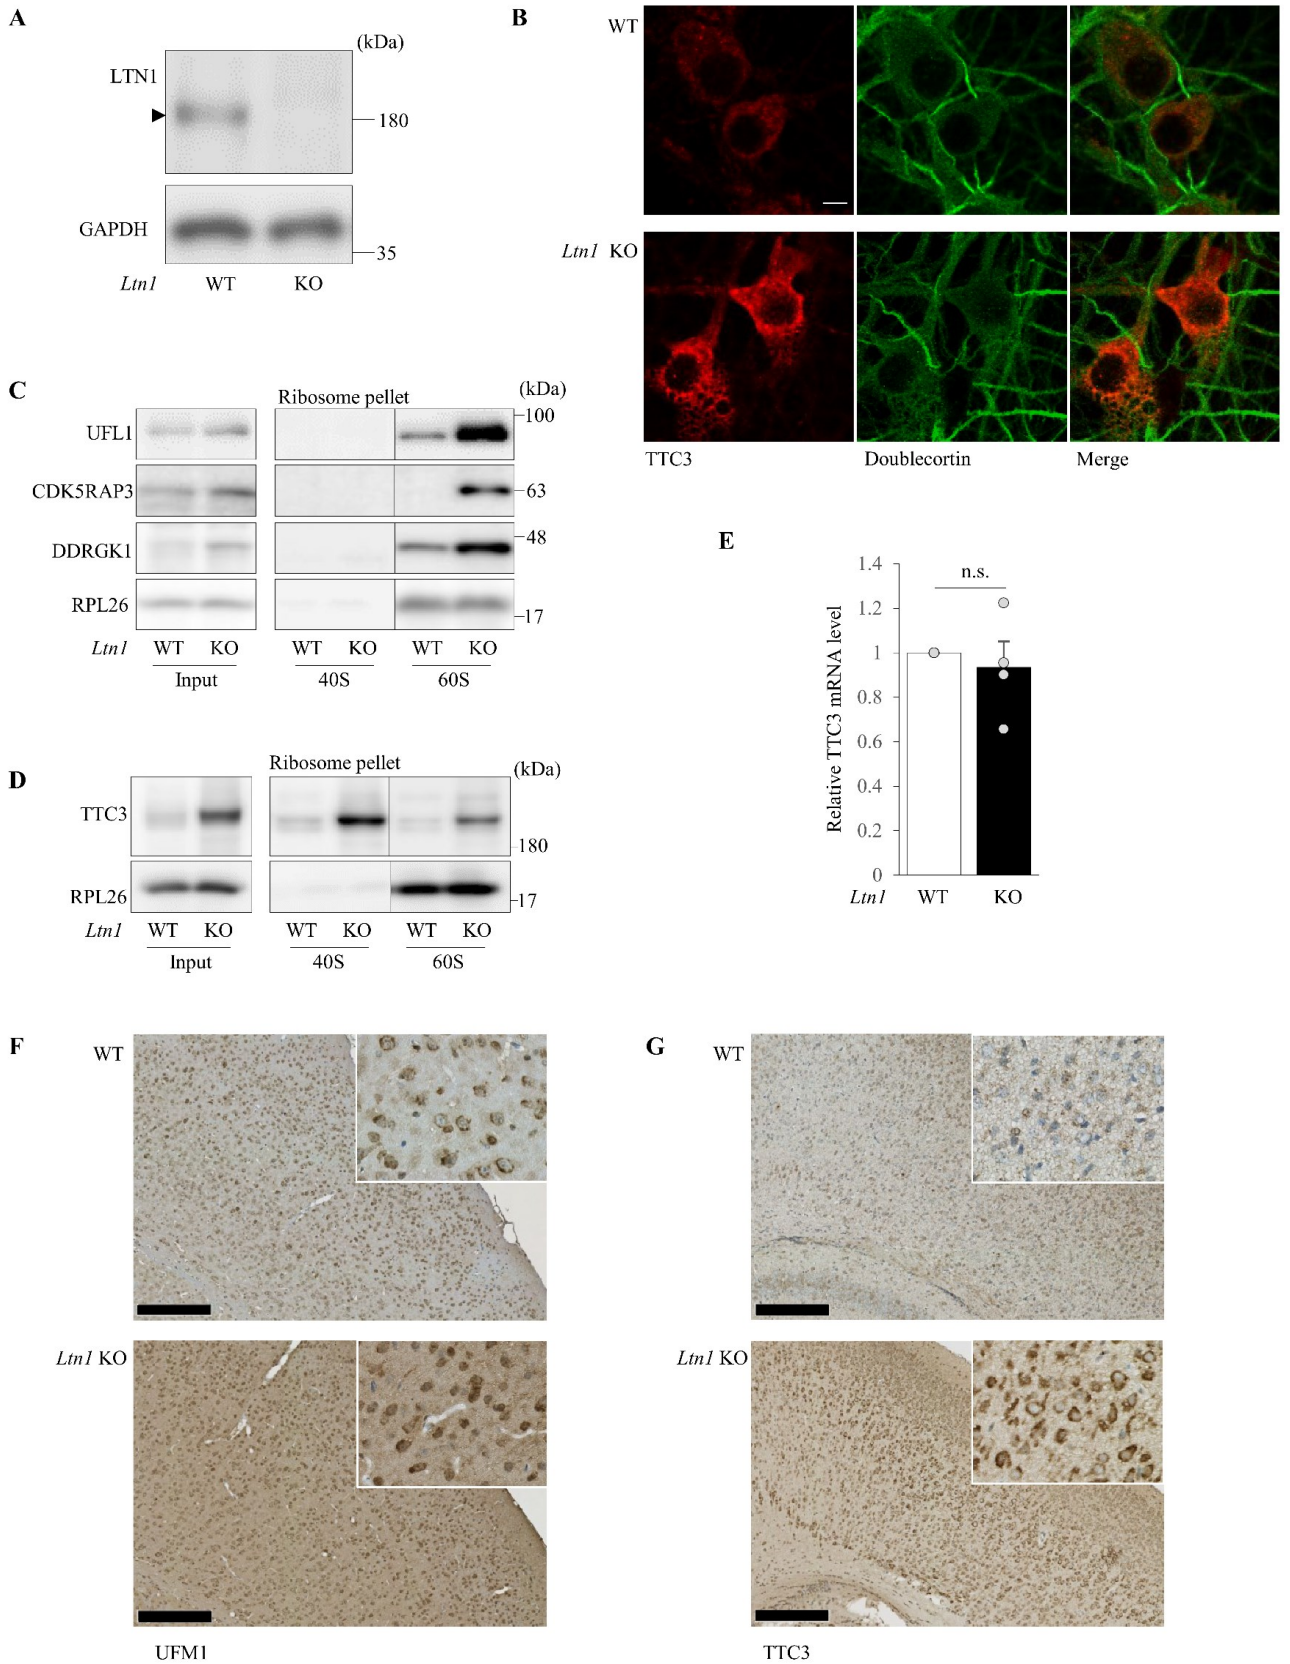 A
(kDa)
LTN1
180
GAPDH
35
Ltn1 WT KO
B
WT
Ltn1 KO
TTC3 Doublecortin Merge
C
Ribosome pellet
(kDa)
100
UFL1
CDK5RAP3
63
48
DDRGK1
RPL26
17
Ltn1 WT KO WT KO WT KO
Input 40S 60S
D
Ribosome pellet
(kDa)
TTC3
180
RPL26
17
Ltn1 WT KO WT KO WT KO
Input 40S 60S
E
Relative TTC3 mRNA level
1.4
n.s.
1.2
1
0.8
0.6
0.4
0.2
0
Ltn1 WT KO
F
WT
Ltn1 KO
UFM1
G
WT
Ltn1 KO
TTC3